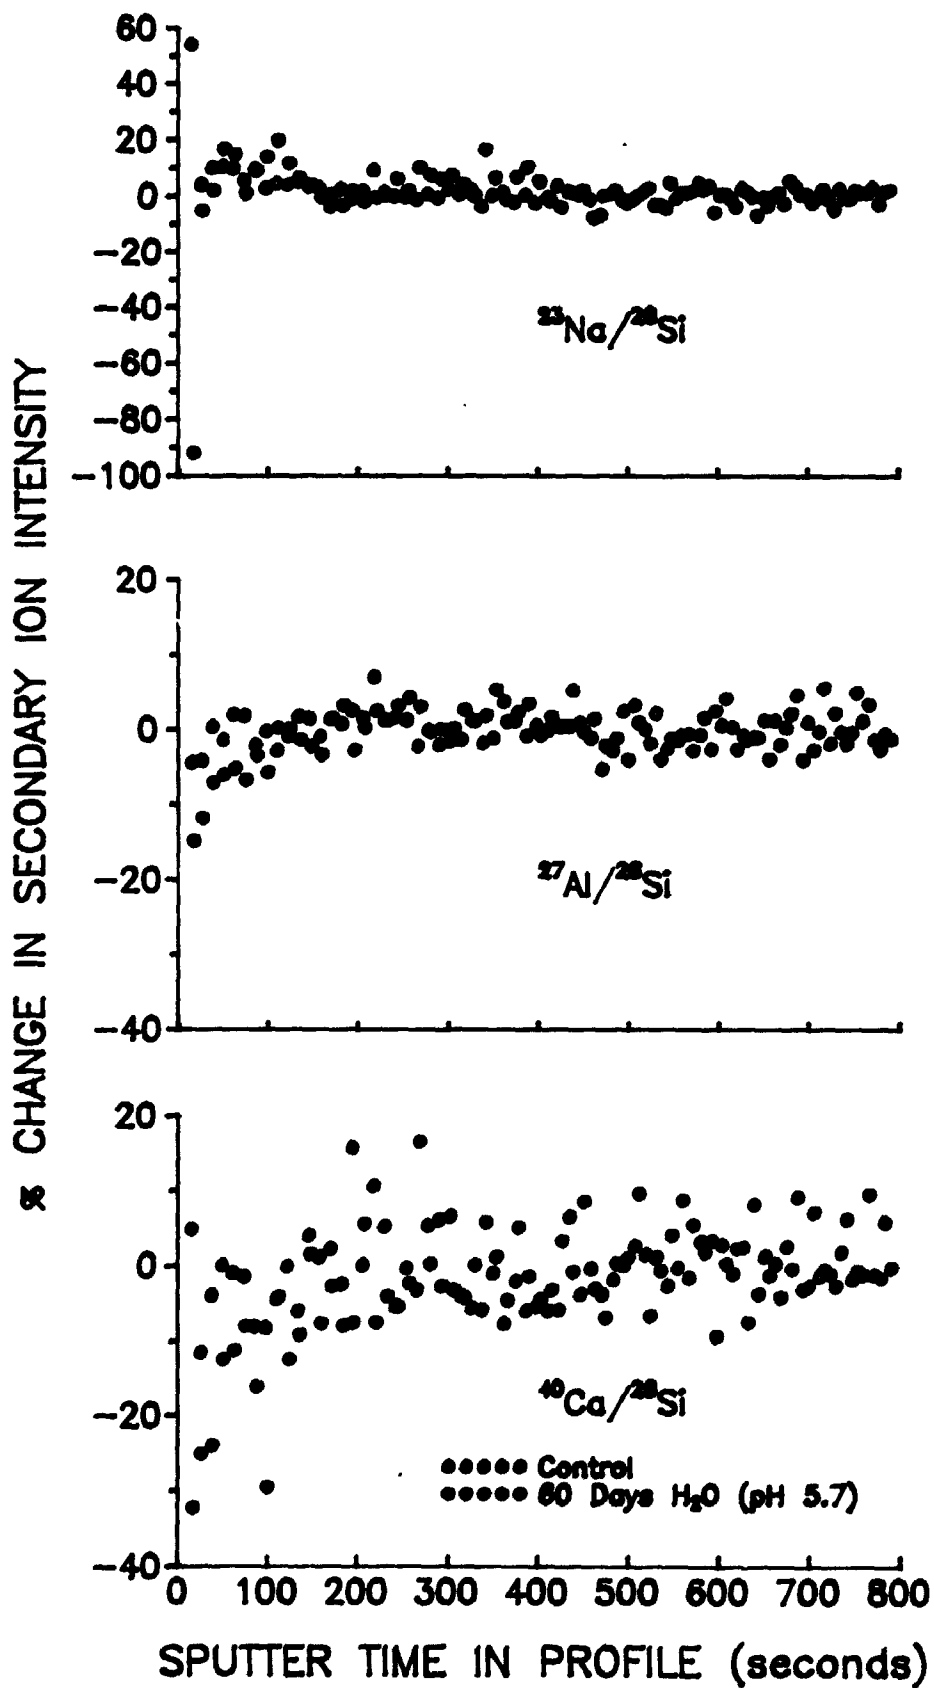 % CHANGE IN SECONDARY ION INTENSITY
60
40
20
0
−20
−40
−60
−80
−100
²³Na/²⁸Si
20
0
−20
−40
²⁷Al/²⁸Si
20
0
−20
−40
⁴⁰Ca/²⁸Si
Control
60 Days H₂O (pH 5.7)
0 100 200 300 400 500 600 700 800
SPUTTER TIME IN PROFILE (seconds)